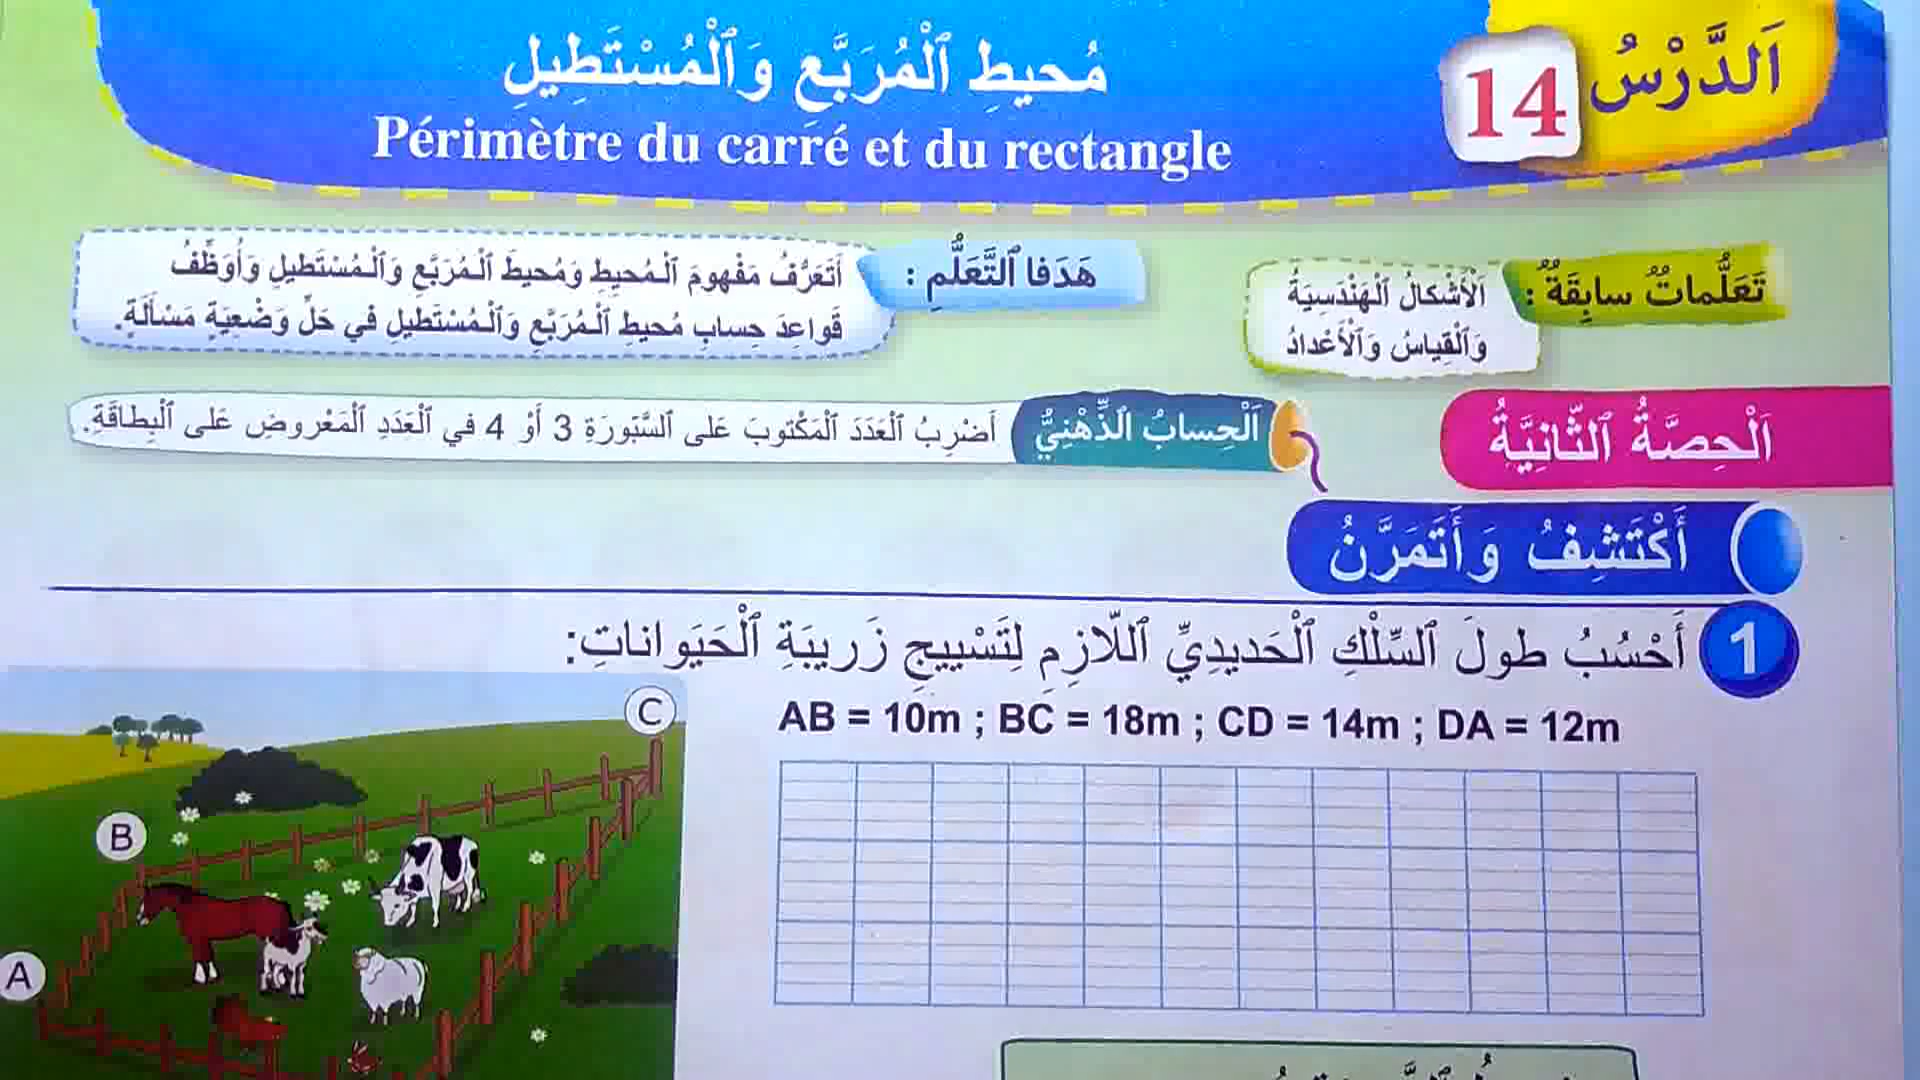 اَلدَّرْسُ 14
مُحيطِ ٱلْمُرَبَّعِ وَٱلْمُسْتَطِيلِ
Périmètre du carré et du rectangle
تَعَلُّماتٌ سابِقَةٌ :
اَلْأَشْكالُ ٱلْهَنْدَسِيَةُ
وَٱلْقِياسُ وَٱلْأَعْدادُ
هَدَفا ٱلتَّعَلُّمِ :
أَتَعَرَّفُ مَفْهومَ ٱلْمُحيطِ وَمُحيطَ ٱلْمُرَبَّعِ وَٱلْمُسْتَطيلِ وَأُوَظِّفُ
قَواعِدَ حِسابِ مُحيطِ ٱلْمُرَبَّعِ وَٱلْمُسْتَطيلِ في حَلِّ وَضْعِيَةِ مَسْأَلَةٍ.
اَلْحِصَّةُ ٱلثّانِيَّةُ
اَلْحِسابُ ٱلذِّهْنِيُّ
أَضْرِبُ ٱلْعَدَدَ ٱلْمَكْتوبَ عَلى ٱلسَّبّورَةِ 3 أَوْ 4 في ٱلْعَدَدِ ٱلْمَعْروضِ عَلى ٱلْبِطاقَةِ.
أَكْتَشِفُ وَأَتَمَرَّنُ
1 أَحْسُبُ طولَ ٱلسِّلْكِ ٱلْحَديدِيِّ ٱللّازِمِ لِتَسْيِيجِ زَريبَةِ ٱلْحَيَواناتِ:
AB = 10m ; BC = 18m ; CD = 14m ; DA = 12m
C
B
A